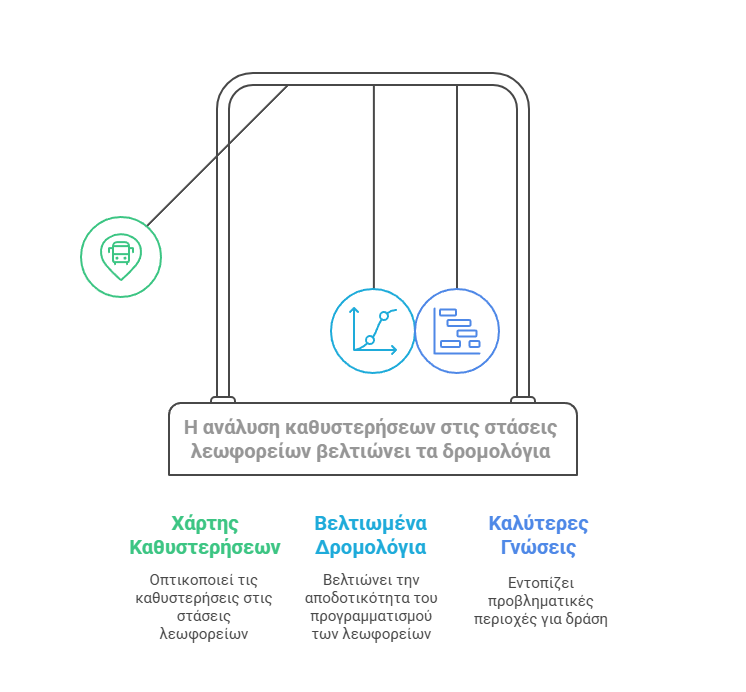 Η ανάλυση καθυστερήσεων στις στάσεις
λεωφορείων βελτιώνει τα δρομολόγια
Χάρτης
Καθυστερήσεων
Οπτικοποιεί τις
καθυστερήσεις στις
στάσεις
λεωφορείων
Βελτιωμένα
Δρομολόγια
Βελτιώνει την
αποδοτικότητα του
προγραμματισμού
των λεωφορείων
Καλύτερες
Γνώσεις
Εντοπίζει
προβληματικές
περιοχές για δράση